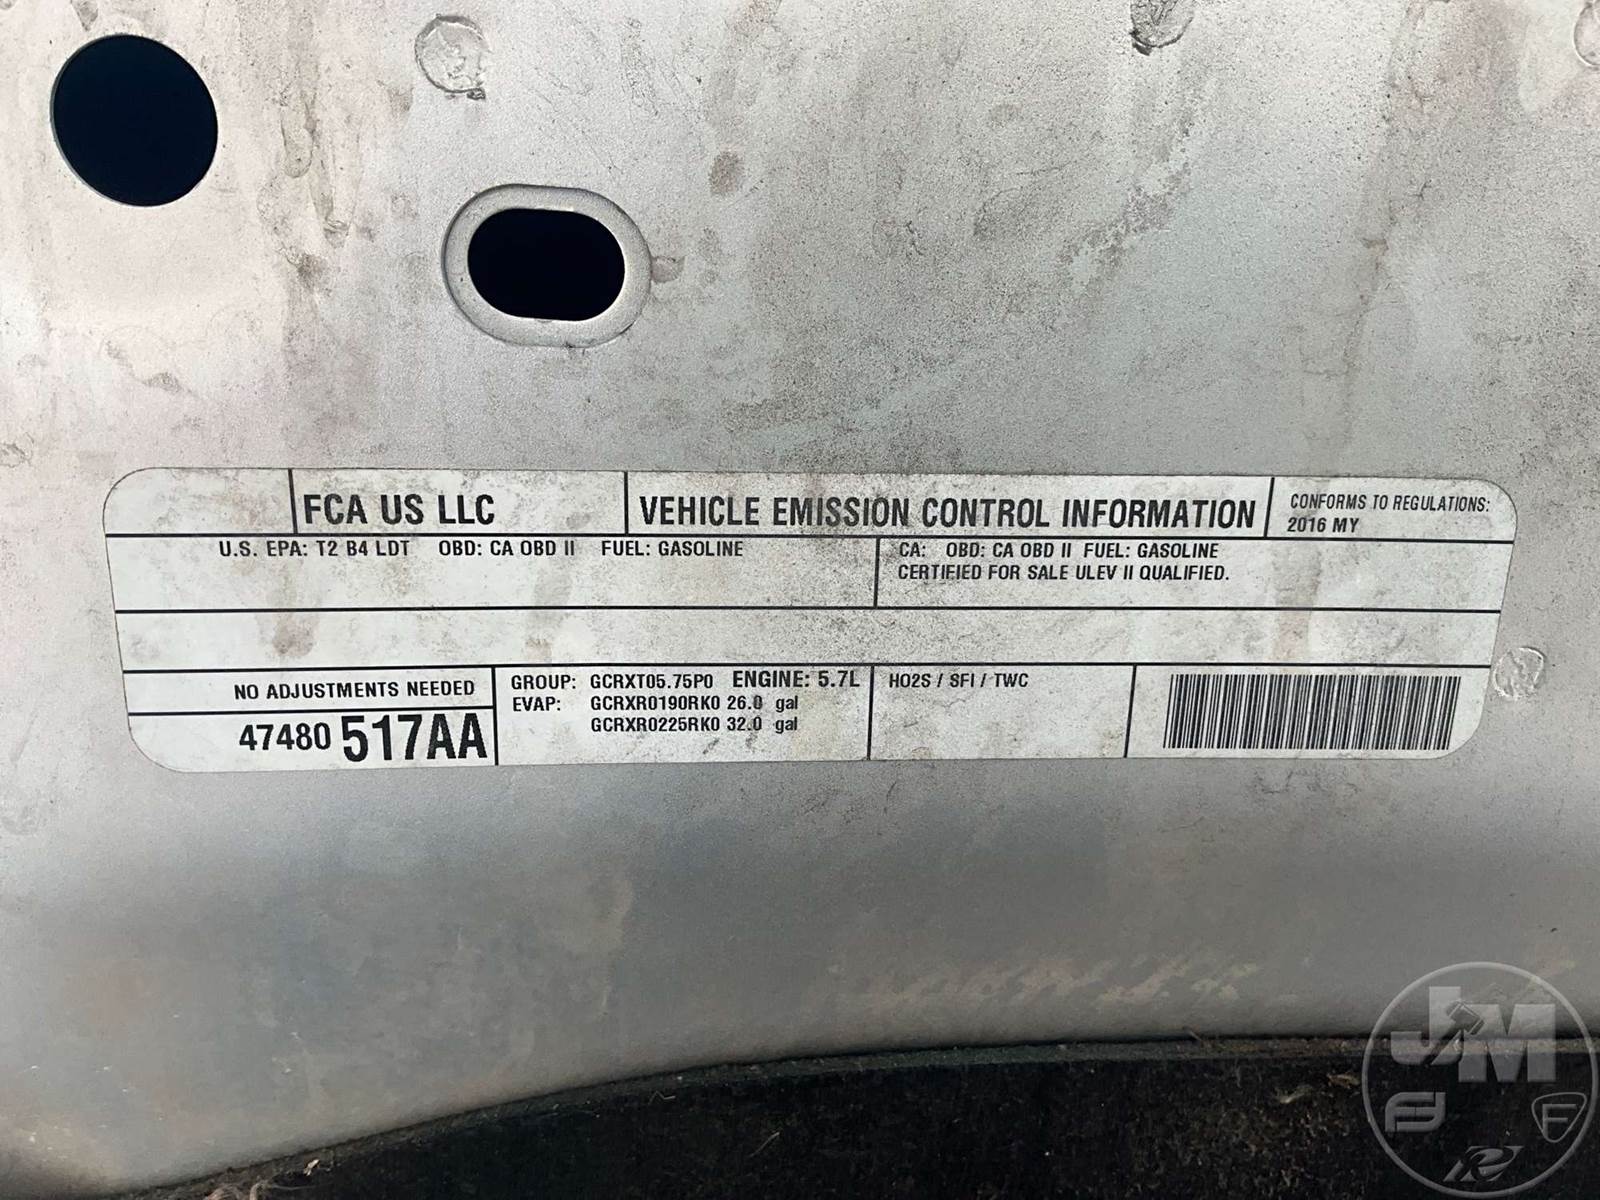 FCA US LLC
VEHICLE EMISSION CONTROL INFORMATION
CONFORMS TO REGULATIONS:
2016 MY
U.S. EPA: T2 B4 LDT OBD: CA OBD II FUEL: GASOLINE
CA: OBD: CA OBD II FUEL: GASOLINE
CERTIFIED FOR SALE ULEV II QUALIFIED.
NO ADJUSTMENTS NEEDED
47480 517AA
GROUP: GCRXT05.75P0 ENGINE: 5.7L
EVAP: GCRXR0190RK0 26.0 gal
GCRXR0225RK0 32.0 gal
HO2S / SFI / TWC
JM